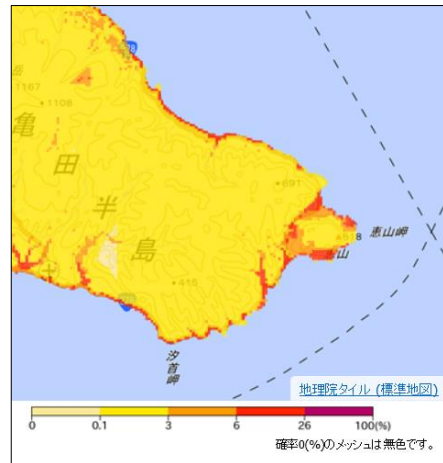 岳
1167
1108
亀
田
半
島
691
恵山岬
618
恵山
415
汐首岬
地理院タイル (標準地図)
0 0.1 3 6 26 100(%)
確率0(%)のメッシュは無色です。